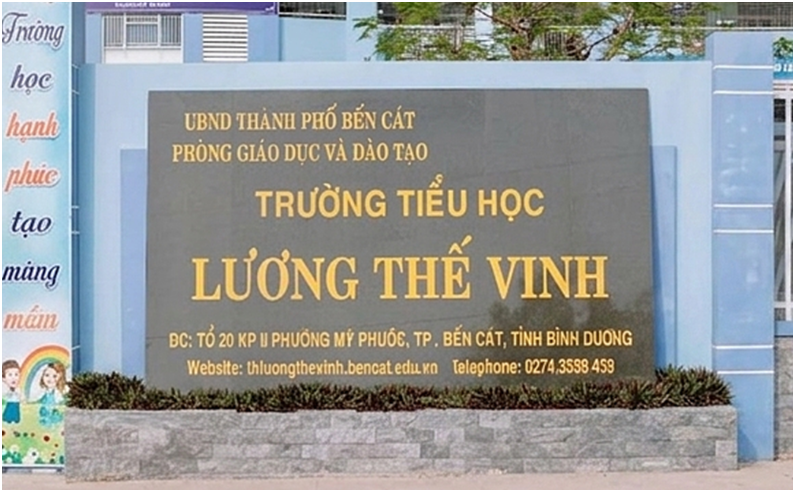 Trường
học
hạnh
phúc
tạo
mảng
mầm
UBND THÀNH PHỐ BẾN CÁT
PHÒNG GIÁO DỤC VÀ ĐÀO TẠO
TRƯỜNG TIỂU HỌC
LƯƠNG THẾ VINH
ĐC: TỔ 20 KP II PHƯỜNG MỸ PHƯỚC, TP . BẾN CÁT, TỈNH BÌNH DƯƠNG
Website: thluongthevinh.bencat.edu.vn Telephone: 0274.3558 459